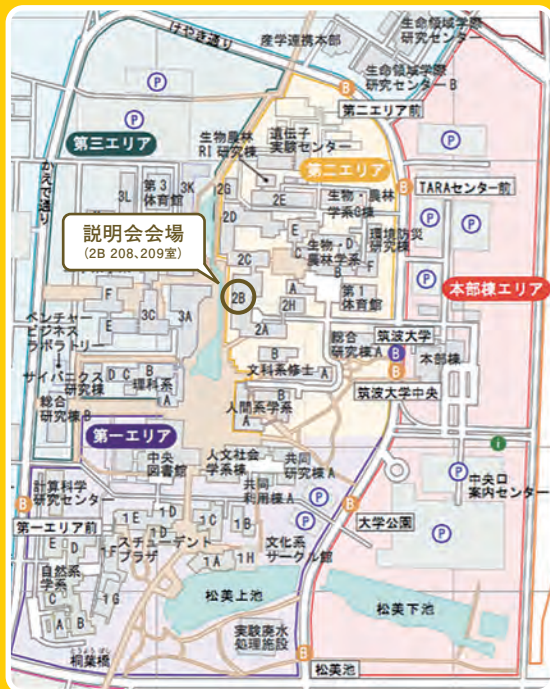 けやき通り
産学連携本部
生命領域学際
研究センター
生命領域学際
研究センター B
第二エリア前
かえで通り
第三エリア
生物農林
RI 研究棟
遺伝子
実験センター
第二エリア
TARAセンター前
3L
第3
体育館
3K
2G
2E
2D
生物・農林
学系G棟
環境防災
研究棟
説明会会場
(2B 208、209室)
2C
E
生物・
農林学系
D
F
C
B
本部棟エリア
F
2B
A
2H
第1
体育館
ベンチャー
ビジネス
ラボラトリー
E
3C
3A
2A
総合
研究棟A
筑波大学
B
本部棟
B
サイバニクス
研究棟
D
C
B
理科系
A
B
文科系修士
A
筑波大学中央
総合
研究棟B
B
人間系学系
A
A
第一エリア
中央
図書館
人文社会
学系棟
共同
研究棟A
i
中央口
案内センター
計算科学
研究センター
共同
利用棟A
B
第一エリア前
1E
1D
1C
1B
B
大学公園
E
D
1F
1D
スチューデント
プラザ
1A
1H
文化系
サークル館
自然系
学系
C
A
B
1G
松美上池
松美下池
実験廃水
処理施設
とうようばし
桐葉橋
B
松美池
P
P
P
P
P
P
P
P
P
P
P
B
B